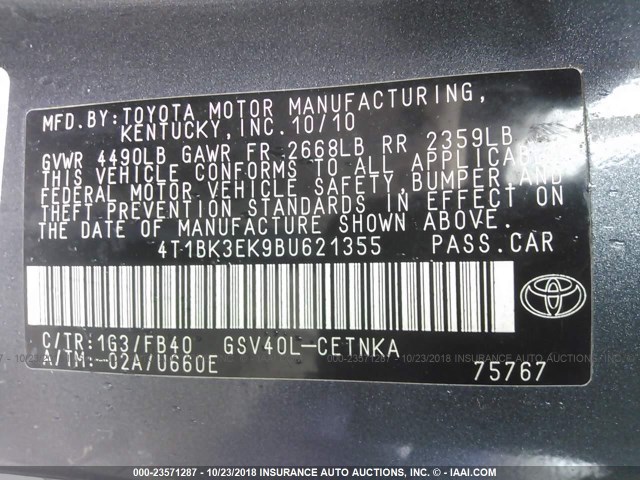 MFD.BY:TOYOTA MOTOR MANUFACTURING,
KENTUCKY,INC.10/10
GVWR 4490LB GAWR FR 2668LB RR 2359LB
THIS VEHICLE CONFORMS TO ALL APPLICABLE
FEDERAL MOTOR VEHICLE SAFETY,BUMPER AND
THEFT PREVENTION STANDARDS IN EFFECT ON
THE DATE OF MANUFACTURE SHOWN ABOVE.
4T1BK3EK9BU621355 PASS.CAR
C/TR:1G3/FB40 GSV40L-CETNKA
A/TM:-02A/U660E
75767
000-23571287 - 10/23/2018 INSURANCE AUTO AUCTIONS, INC. - © - IAAI.COM